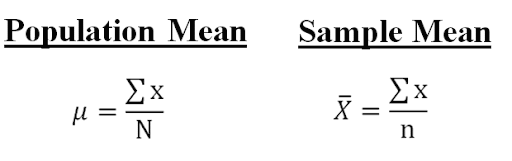 Population Mean
μ = ∑x / N
Sample Mean
X̄ = ∑x / n